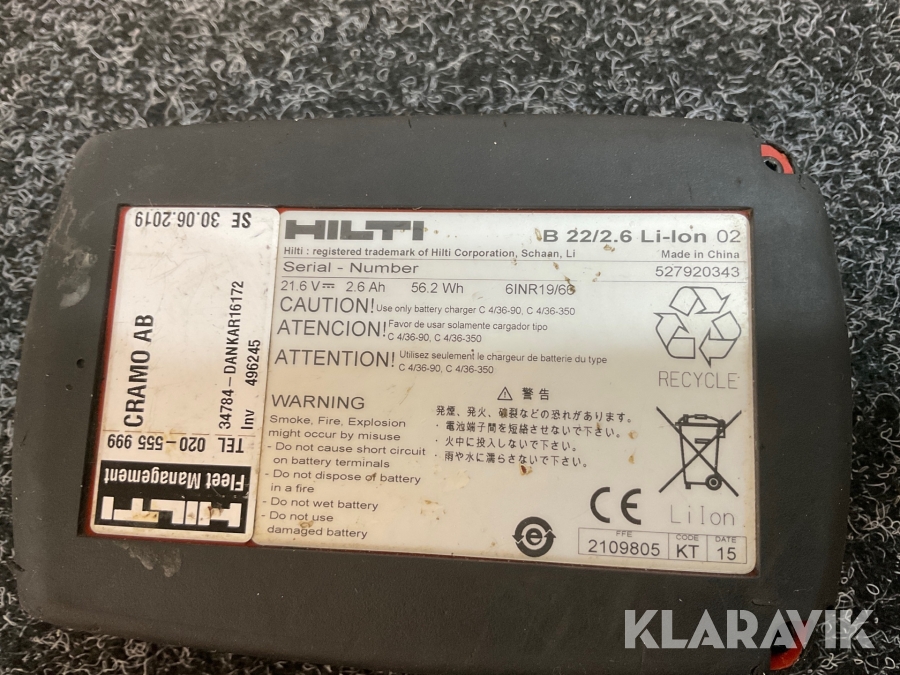 HILTI
B 22/2.6 Li-Ion 02
Hilti : registered trademark of Hilti Corporation, Schaan, Li
Made in China
Serial - Number
527920343
21.6 V 2.6 Ah 56.2 Wh 6INR19/66
CAUTION! Use only battery charger C 4/36-90, C 4/36-350
ATENCION! Favor de usar solamente cargador tipo
C 4/36-90, C 4/36-350
ATTENTION! Utilisez seulement le chargeur de batterie du type
C 4/36-90, C 4/36-350
RECYCLE
WARNING
Smoke, Fire, Explosion
might occur by misuse
- Do not cause short circuit
on battery terminals
- Do not dispose of battery
in a fire
- Do not wet battery
- Do not use
damaged battery
⚠ 警告
発煙、発火、破裂などの恐れがあります。
・電池端子間を短絡させないで下さい。
・火中に投入しないで下さい。
・雨や水に濡らさないで下さい。
CE
LiIon
FFE
2109805
CODE
KT
DATE
15
HILTI
Fleet Management
TEL 020-555 999
CRAMO AB
34784-DANKAR16172
Inv 496245
SE 30.06.2019
KLARAVIK